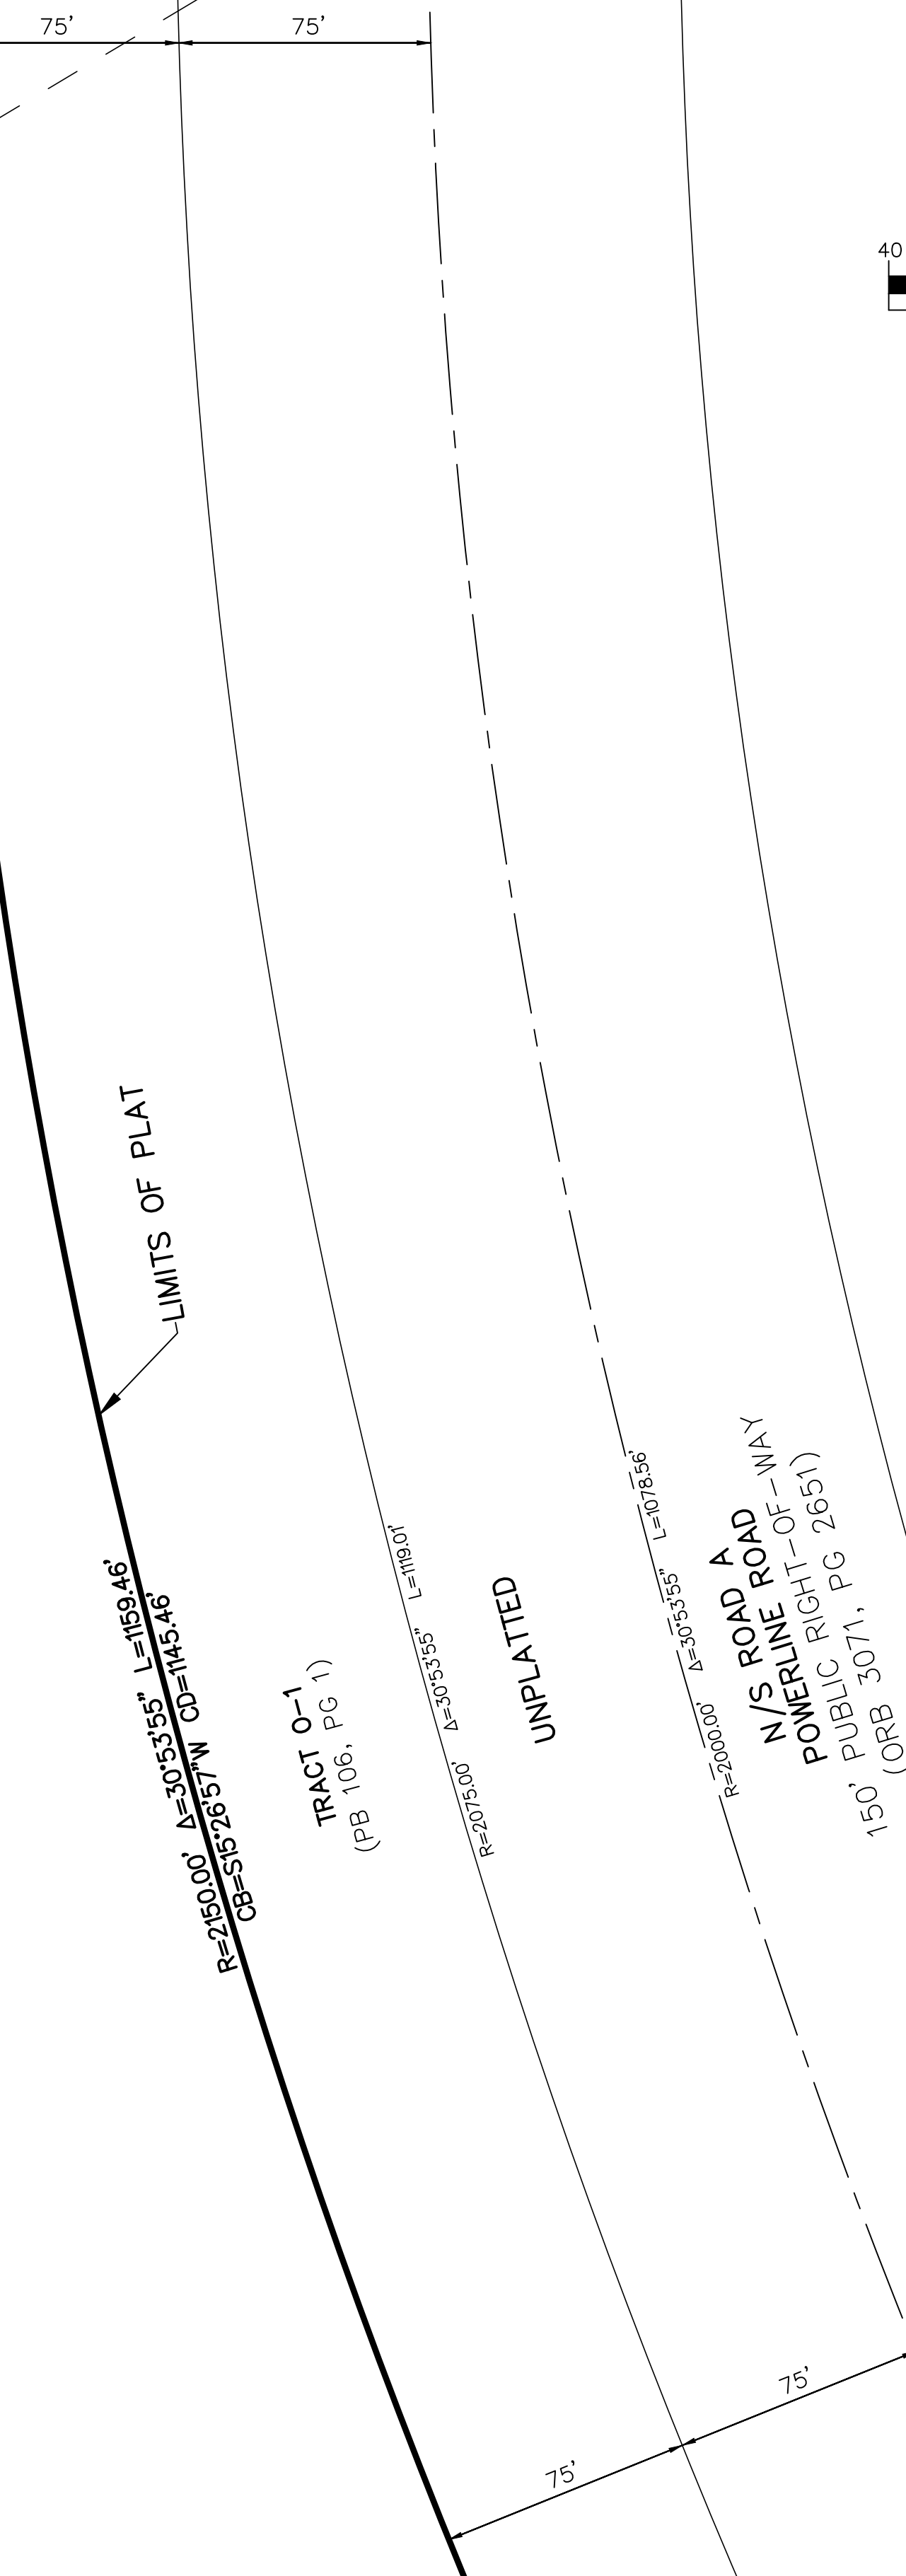 75'
75'
40
LIMITS OF PLAT
R=2150.00' Δ=30°53'55" L=1159.46'
CB=S15°26'57"W CD=1145.46'
TRACT O-1
(PB 106, PG 1)
R=2075.00' Δ=30°53'55" L=1119.01'
UNPLATTED
R=2000.00' Δ=30°53'55" L=1078.56'
N/S ROAD A
POWERLINE ROAD
150' PUBLIC RIGHT-OF-WAY
(ORB 3071, PG 2651)
75'
75'